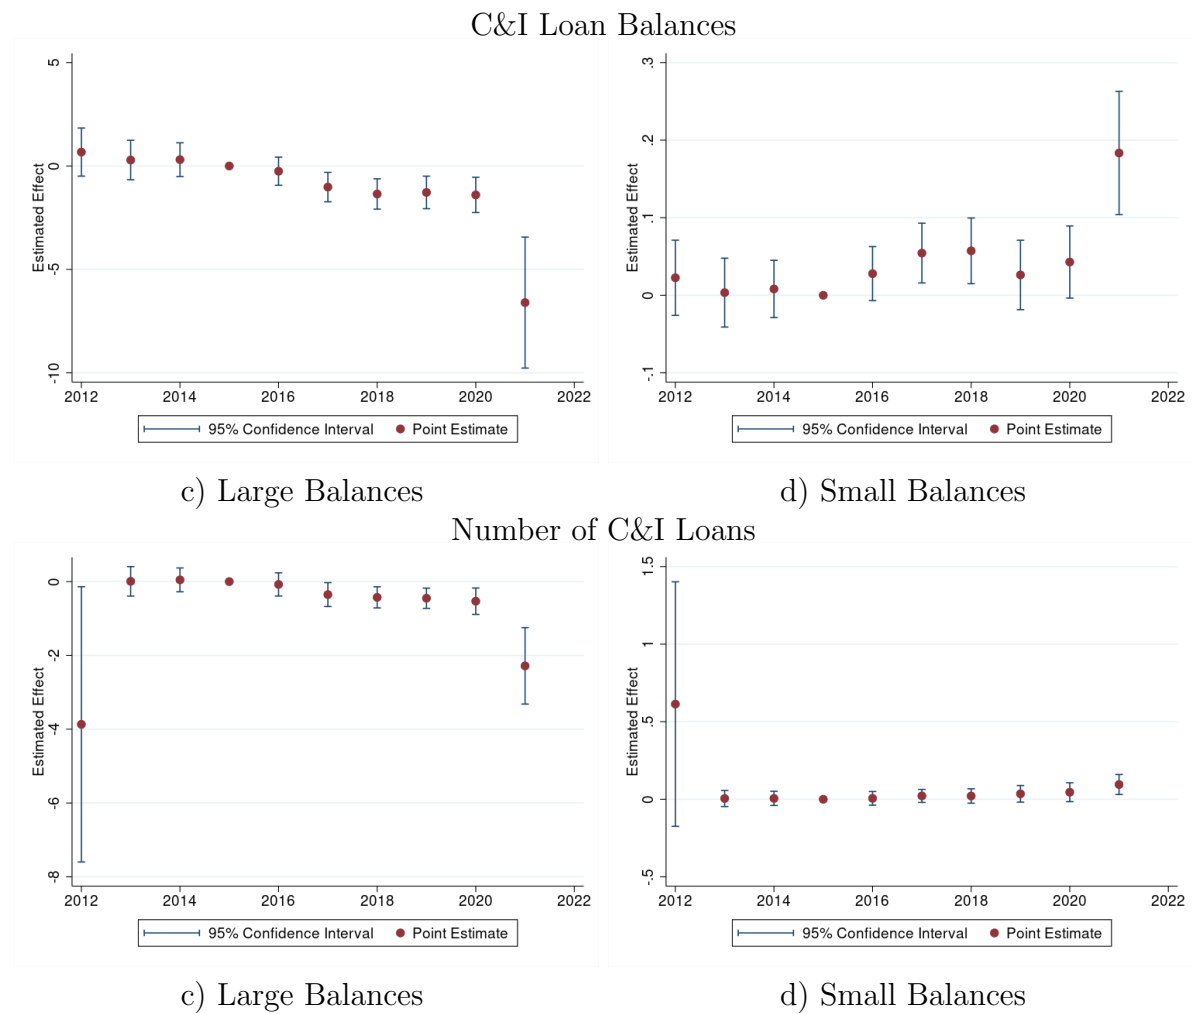 C&I Loan Balances
Estimated Effect
5
0
-5
-10
2012 2014 2016 2018 2020 2022
95% Confidence Interval Point Estimate
c) Large Balances
Estimated Effect
.3
.2
.1
0
-.1
2012 2014 2016 2018 2020 2022
95% Confidence Interval Point Estimate
d) Small Balances
Number of C&I Loans
Estimated Effect
0
-2
-4
-6
-8
2012 2014 2016 2018 2020 2022
95% Confidence Interval Point Estimate
c) Large Balances
Estimated Effect
1.5
1
.5
0
-.5
2012 2014 2016 2018 2020 2022
95% Confidence Interval Point Estimate
d) Small Balances